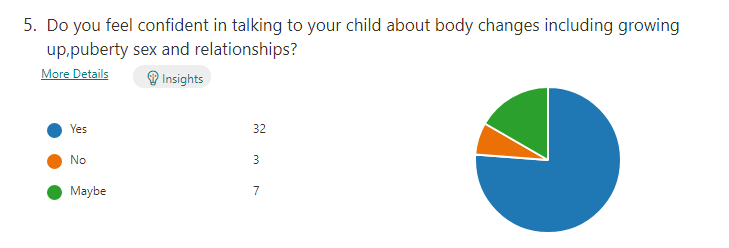 5. Do you feel confident in talking to your child about body changes including growing
up,puberty sex and relationships?
More Details Insights
Yes 32
No 3
Maybe 7